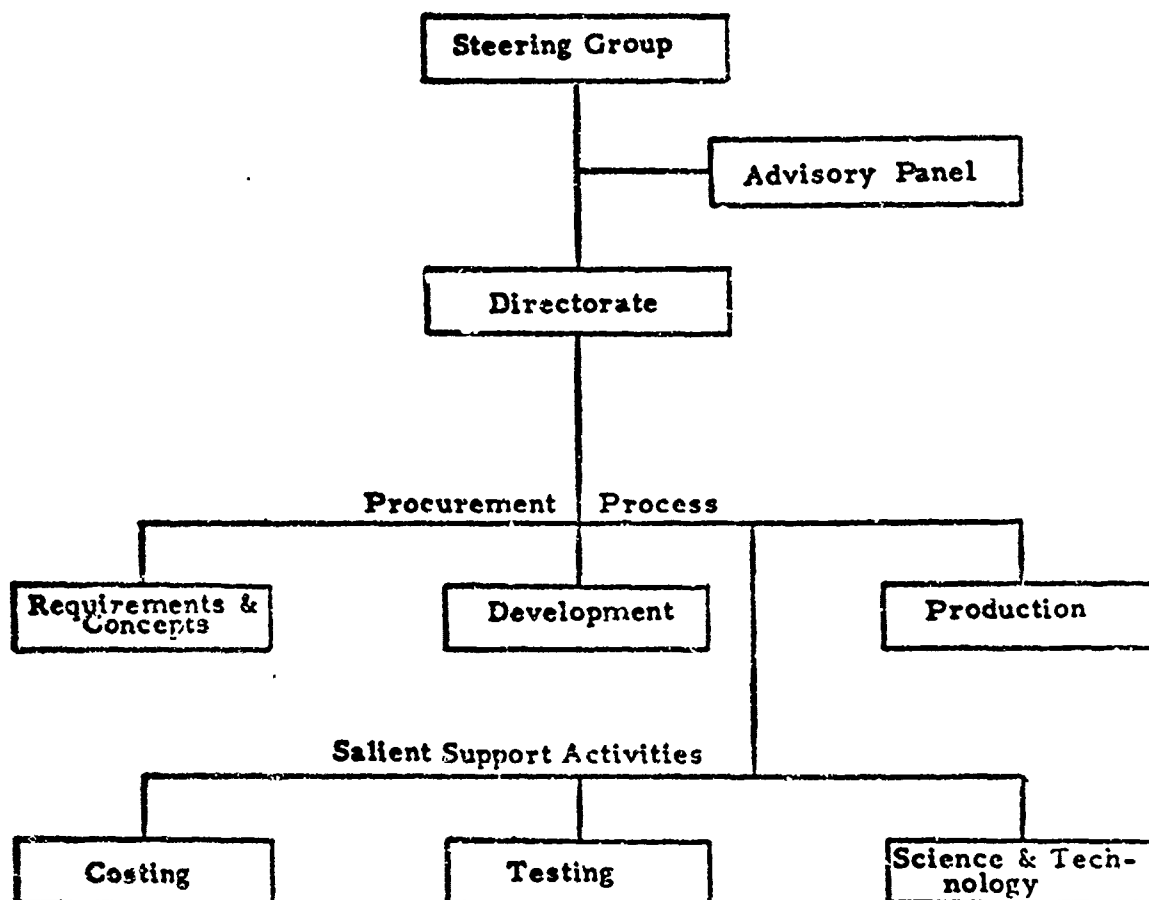 Steering Group
Advisory Panel
Directorate
Procurement Process
Requirements &
Concepts
Development
Production
Salient Support Activities
Costing
Testing
Science & Tech-
nology